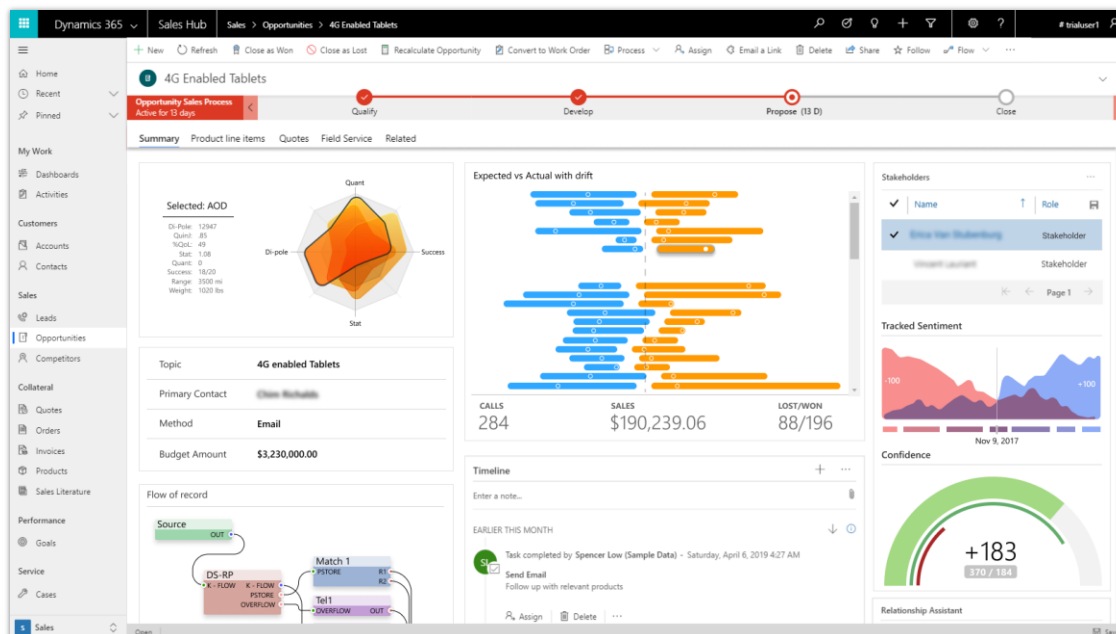 Dynamics 365
Sales Hub
Sales > Opportunities > 4G Enabled Tablets
# trialuser1
New
Refresh
Close as Won
Close as Lost
Recalculate Opportunity
Convert to Work Order
Process
Assign
Email a Link
Delete
Share
Follow
Flow
4G Enabled Tablets
Opportunity Sales Process
Active for 13 days
Qualify
Develop
Propose (13 D)
Close
Summary
Product line items
Quotes
Field Service
Related
Home
Recent
Pinned
My Work
Dashboards
Activities
Customers
Accounts
Contacts
Sales
Leads
Opportunities
Competitors
Collateral
Quotes
Orders
Invoices
Products
Sales Literature
Performance
Goals
Service
Cases
S Sales
Selected: AOD
Di-Pole: 12947
QuinJ: .85
%QoL: 49
Stat: 1.08
Quant: 0
Success: 18/20
Range: 3500 mi
Weight: 1020 lbs
Quant
Di-pole
Success
Stat
Topic 4G enabled Tablets
Primary Contact
Method Email
Budget Amount $3,230,000.00
Flow of record
Source
OUT
DS-RP
K - FLOW K - FLOW
PSTORE
OVERFLOW
Match 1
PSTORE R1
R2
Tel1
OVERFLOW OUT
Expected vs Actual with drift
CALLS
284
SALES
$190,239.06
LOST/WON
88/196
Timeline
Enter a note...
EARLIER THIS MONTH
SL
Task completed by Spencer Low (Sample Data) - Saturday, April 6, 2019 4:27 AM
Send Email
Follow up with relevant products
Assign
Delete
Stakeholders
Name
Role
Stakeholder
Stakeholder
Page 1
Tracked Sentiment
-100
+100
Nov 9, 2017
Confidence
+183
370 / 184
Relationship Assistant
Open